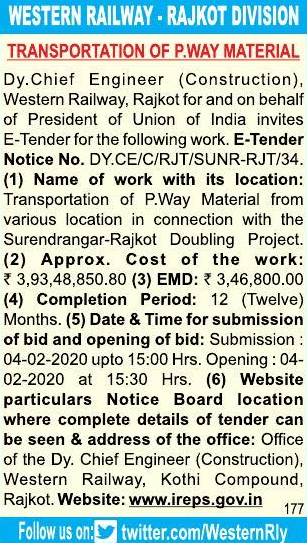 WESTERN RAILWAY - RAJKOT DIVISION
TRANSPORTATION OF P.WAY MATERIAL
Dy.Chief Engineer (Construction),
Western Railway, Rajkot for and on behalf
of President of Union of India invites
E-Tender for the following work. E-Tender
Notice No. DY.CE/C/RJT/SUNR-RJT/34.
(1) Name of work with its location:
Transportation of P.Way Material from
various location in connection with the
Surendrangar-Rajkot Doubling Project.
(2) Approx. Cost of the work:
₹ 3,93,48,850.80 (3) EMD: ₹ 3,46,800.00
(4) Completion Period: 12 (Twelve)
Months. (5) Date & Time for submission
of bid and opening of bid: Submission :
04-02-2020 upto 15:00 Hrs. Opening : 04-
02-2020 at 15:30 Hrs. (6) Website
particulars Notice Board location
where complete details of tender can
be seen & address of the office: Office
of the Dy. Chief Engineer (Construction),
Western Railway, Kothi Compound,
Rajkot. Website: www.ireps.gov.in
177
Follow us on: twitter.com/WesternRly